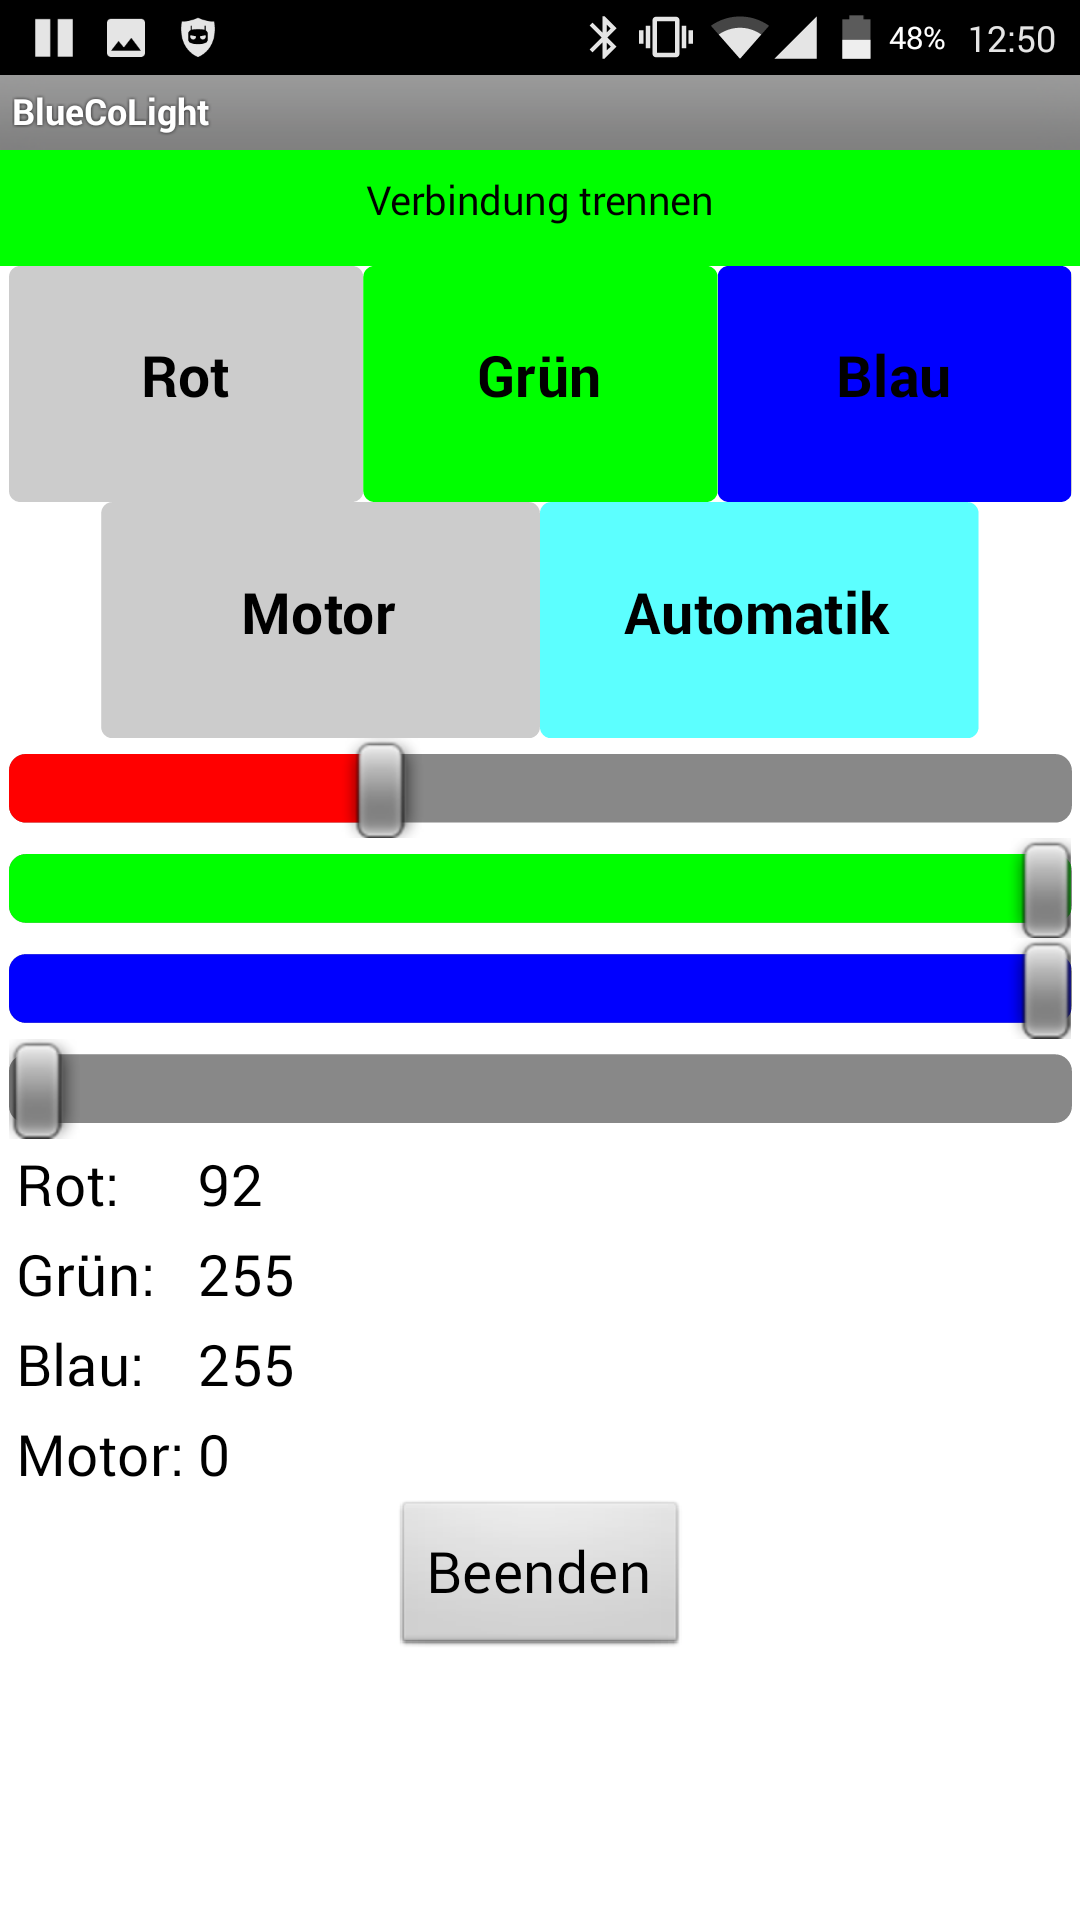 48% 12:50
BlueCoLight
Verbindung trennen
Rot Grün Blau
Motor Automatik
Rot: 92
Grün: 255
Blau: 255
Motor: 0
Beenden